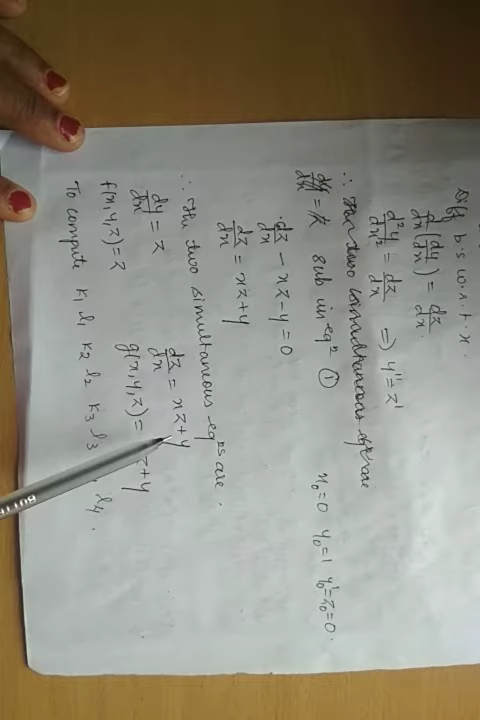 Diff b.s w.r.t x.
d/dx (dy/dx) = dz/dx.
d²y/dx² = dz/dx ⇒ y'' = z'
∴ the two simultaneous eqns are
dy/dx = z sub in eqn ① x₀=0 y₀=1 y₀'=z₀=0.
dz/dx - xz - y = 0
dz/dx = xz+y
∴ The two simultaneous eqns are.
dy/dx = z dz/dx = xz+y
f(x,y,z)=z g(x,y,z)= z+y
To compute k₁ l₁ k₂ l₂ k₃ l₃ l₄.